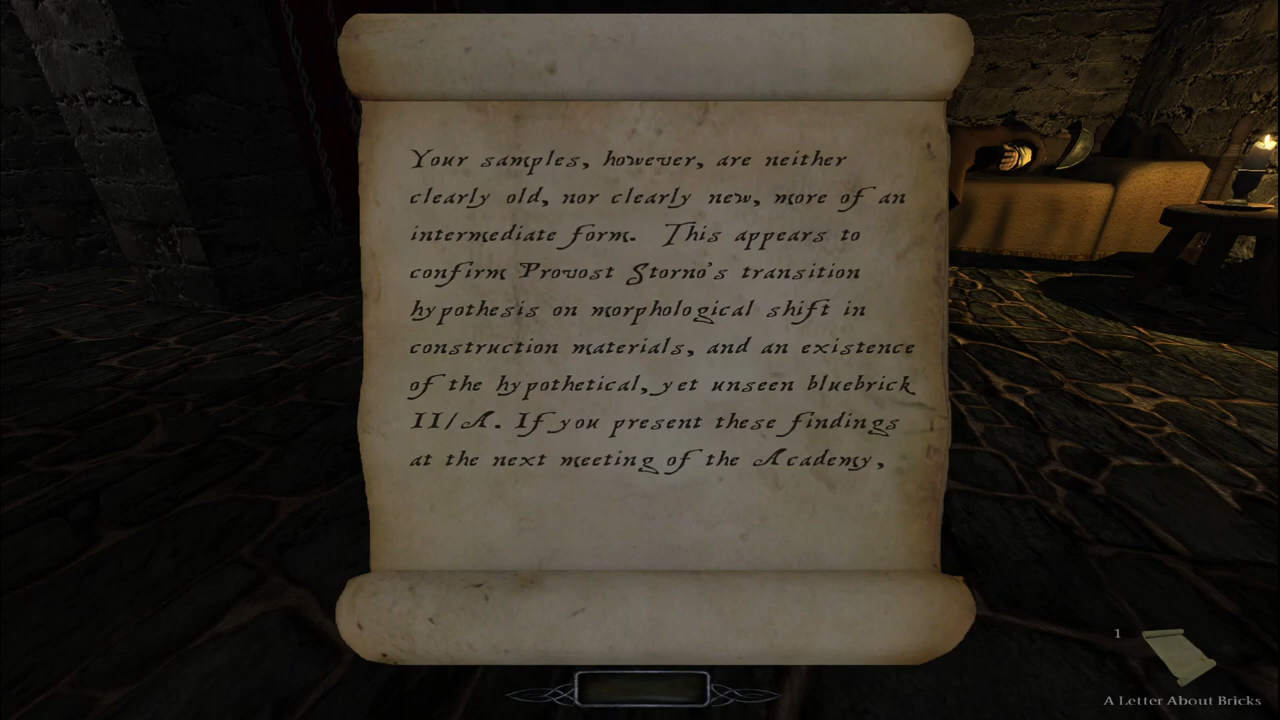 Your samples, however, are neither
clearly old, nor clearly new, more of an
intermediate form. This appears to
confirm Provost Storno's transition
hypothesis on morphological shift in
construction materials, and an existence
of the hypothetical, yet unseen bluebrick
II/A. If you present these findings
at the next meeting of the Academy,
1
A Letter About Bricks